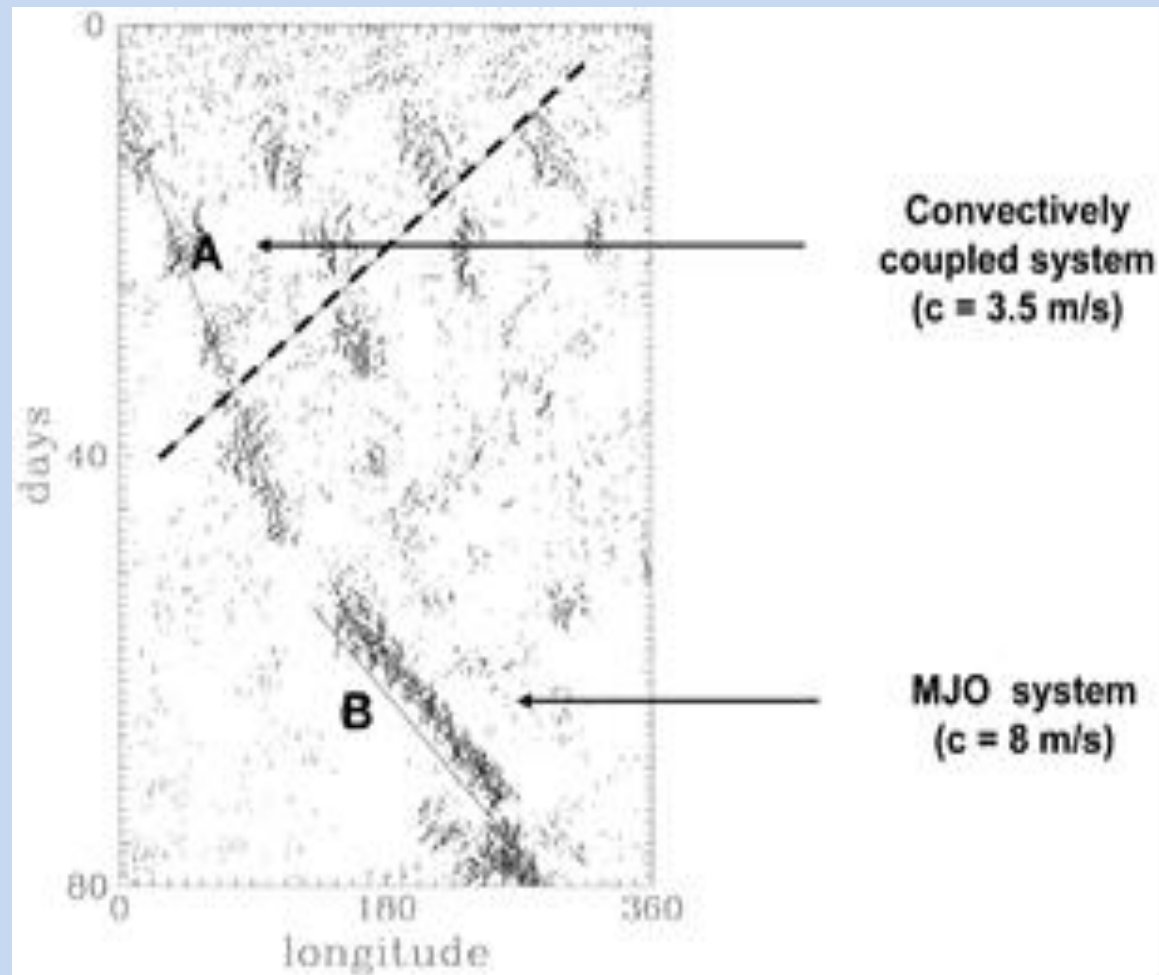 0
40
80
days
0
180
360
longitude
A
B
Convectively
coupled system
(c = 3.5 m/s)
MJO system
(c = 8 m/s)